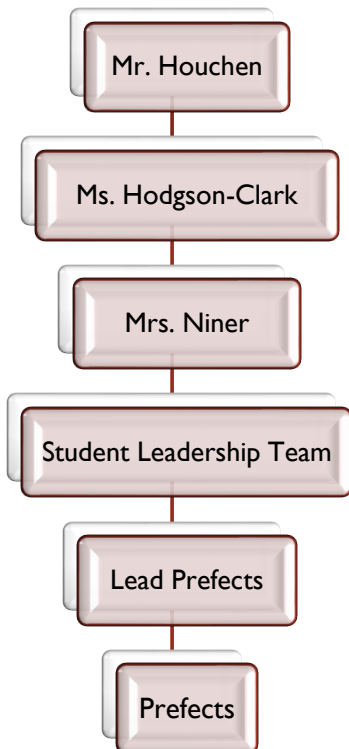 Mr. Houchen
Ms. Hodgson-Clark
Mrs. Niner
Student Leadership Team
Lead Prefects
Prefects